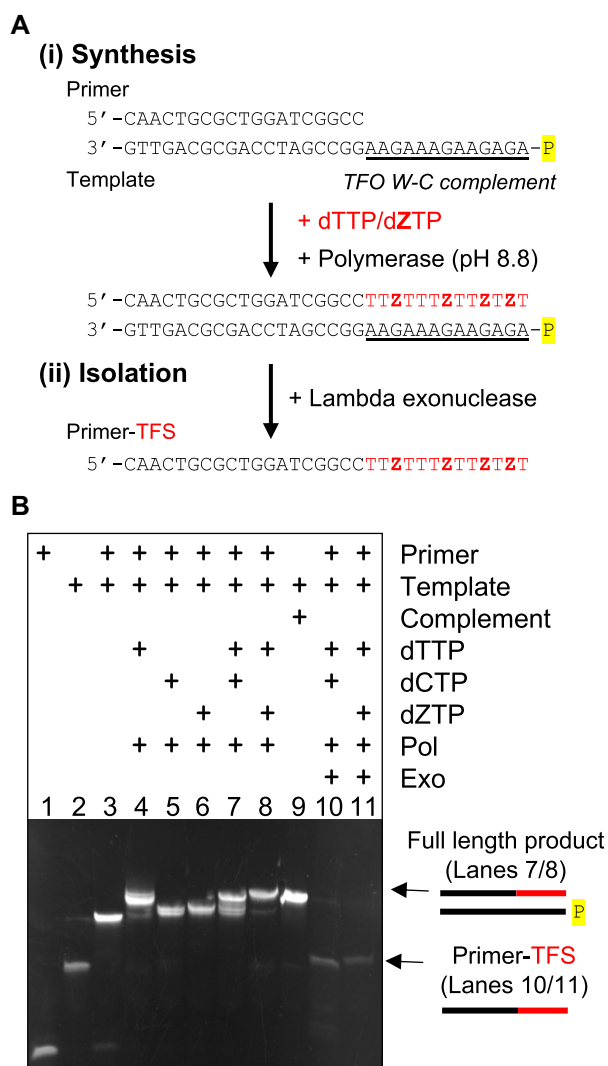 A
(i) Synthesis
Primer
5′-CAACTGCGCTGGATCGGCC
3′-GTTGACGCGACCTAGCCGGAAGAAAGAAGAGA-P
Template TFO W-C complement
+ dTTP/dZTP
+ Polymerase (pH 8.8)
5′-CAACTGCGCTGGATCGGCCTTZTTTZTTZTZT
3′-GTTGACGCGACCTAGCCGGAAGAAAGAAGAGA-P
(ii) Isolation
+ Lambda exonuclease
Primer-TFS
5′-CAACTGCGCTGGATCGGCCTTZTTTZTTZTZT
B
+ + + + + + + + + Primer
+ + + + + + + + + + Template
+ Complement
+ + + + + dTTP
+ + + dCTP
+ + + dZTP
+ + + + + + + Pol
+ + Exo
1 2 3 4 5 6 7 8 9 10 11
Full length product
(Lanes 7/8)
P
Primer-TFS
(Lanes 10/11)